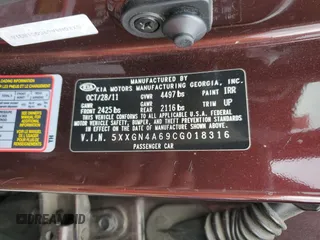 MANUFACTURED BY
KIA KIA MOTORS MANUFACTURING GEORGIA, INC.
OCT/28/11 GVWR 4497 lbs PAINT 1RR
GAWR FRONT 2425 lbs GAWR REAR 2116 lbs TRIM UP
THIS VEHICLE CONFORMS TO ALL
APPLICABLE FEDERAL MOTOR VEHICLE
SAFETY, BUMPER, AND THEFT PREVENTION
STANDARDS IN EFFECT ON THE DATE OF
MANUFACTURE SHOWN ABOVE.
V.I.N. 5XXGN4A69CG018316
PASSENGER CAR